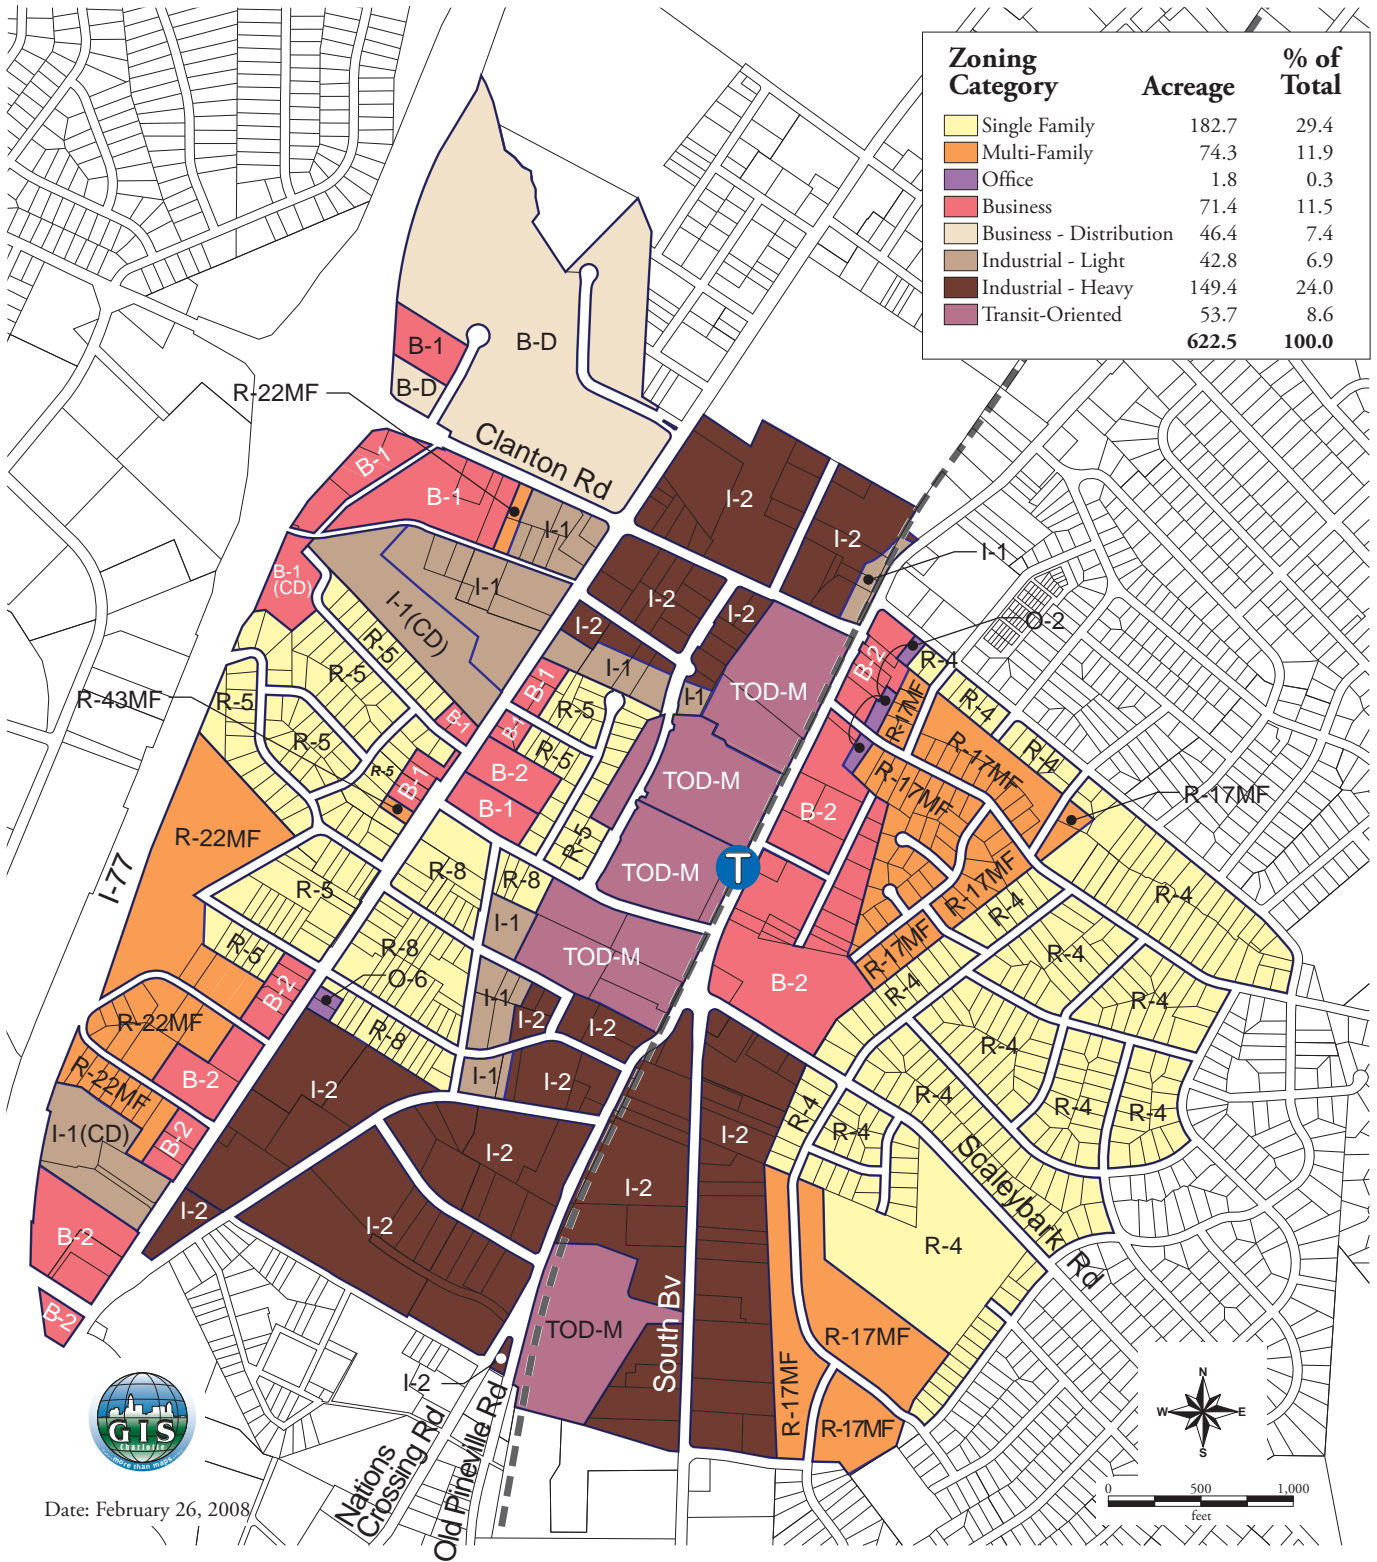 Zoning Category Acreage % of Total
Single Family 182.7 29.4
Multi-Family 74.3 11.9
Office 1.8 0.3
Business 71.4 11.5
Business - Distribution 46.4 7.4
Industrial - Light 42.8 6.9
Industrial - Heavy 149.4 24.0
Transit-Oriented 53.7 8.6
622.5 100.0
B-1
B-D
B-D
R-22MF
Clanton Rd
B-1
B-1
I-1
I-2
I-2
I-1
B-1
(CD)
I-1(CD)
I-1
I-2
I-2
I-2
I-1
I-1
O-2
B-2
R-4
R-17MF
R-4
R-4
R-17MF
R-17MF
R-17MF
R-5
R-5
R-5
R-5
R-43MF
R-5
B-1
B-1
B-1
B-1
R-5
R-5
B-2
B-1
R-5
TOD-M
TOD-M
TOD-M
T
B-2
R-22MF
I-77
R-5
R-8
R-8
I-1
TOD-M
B-2
R-17MF
R-17MF
R-4
R-4
R-4
R-4
R-4
R-5
B-2
R-8
O-6
R-8
I-1
I-2
I-2
I-1
I-2
R-22MF
R-22MF
B-2
B-2
I-1(CD)
I-2
I-2
I-2
I-2
I-2
I-2
B-2
B-2
R-4
R-4
R-4
R-4
R-4
R-4
Scaleybark Rd
R-4
TOD-M
South Bv
R-17MF
R-17MF
R-17MF
I-2
Nations
Crossing Rd
Old Pineville Rd
GIS
Charlotte
...more than maps...
Date: February 26, 2008
N
W E
S
0 500 1,000
feet